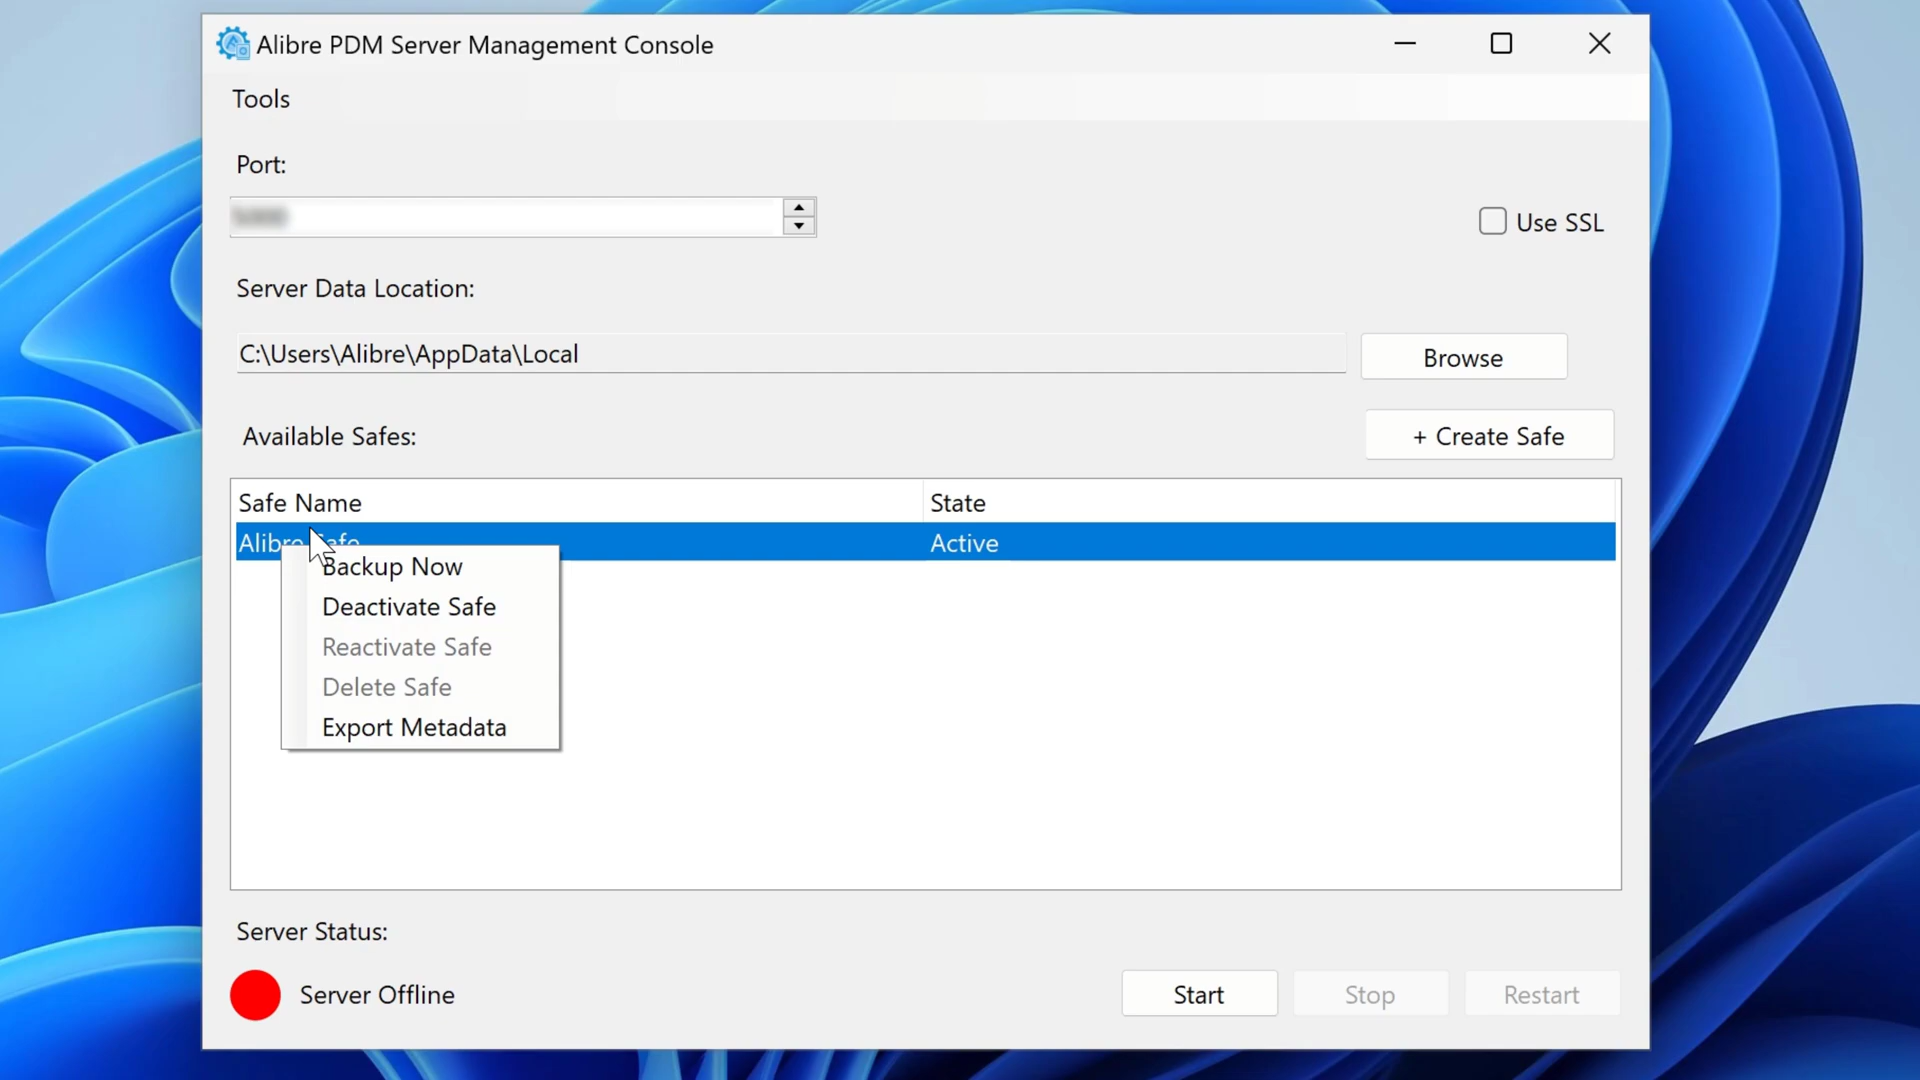 Alibre PDM Server Management Console
Tools
Port:
Use SSL
Server Data Location:
C:\Users\Alibre\AppData\Local
Browse
Available Safes:
+ Create Safe
Safe Name State
Alibre Safe Active
Backup Now
Deactivate Safe
Reactivate Safe
Delete Safe
Export Metadata
Server Status:
Server Offline
Start
Stop
Restart